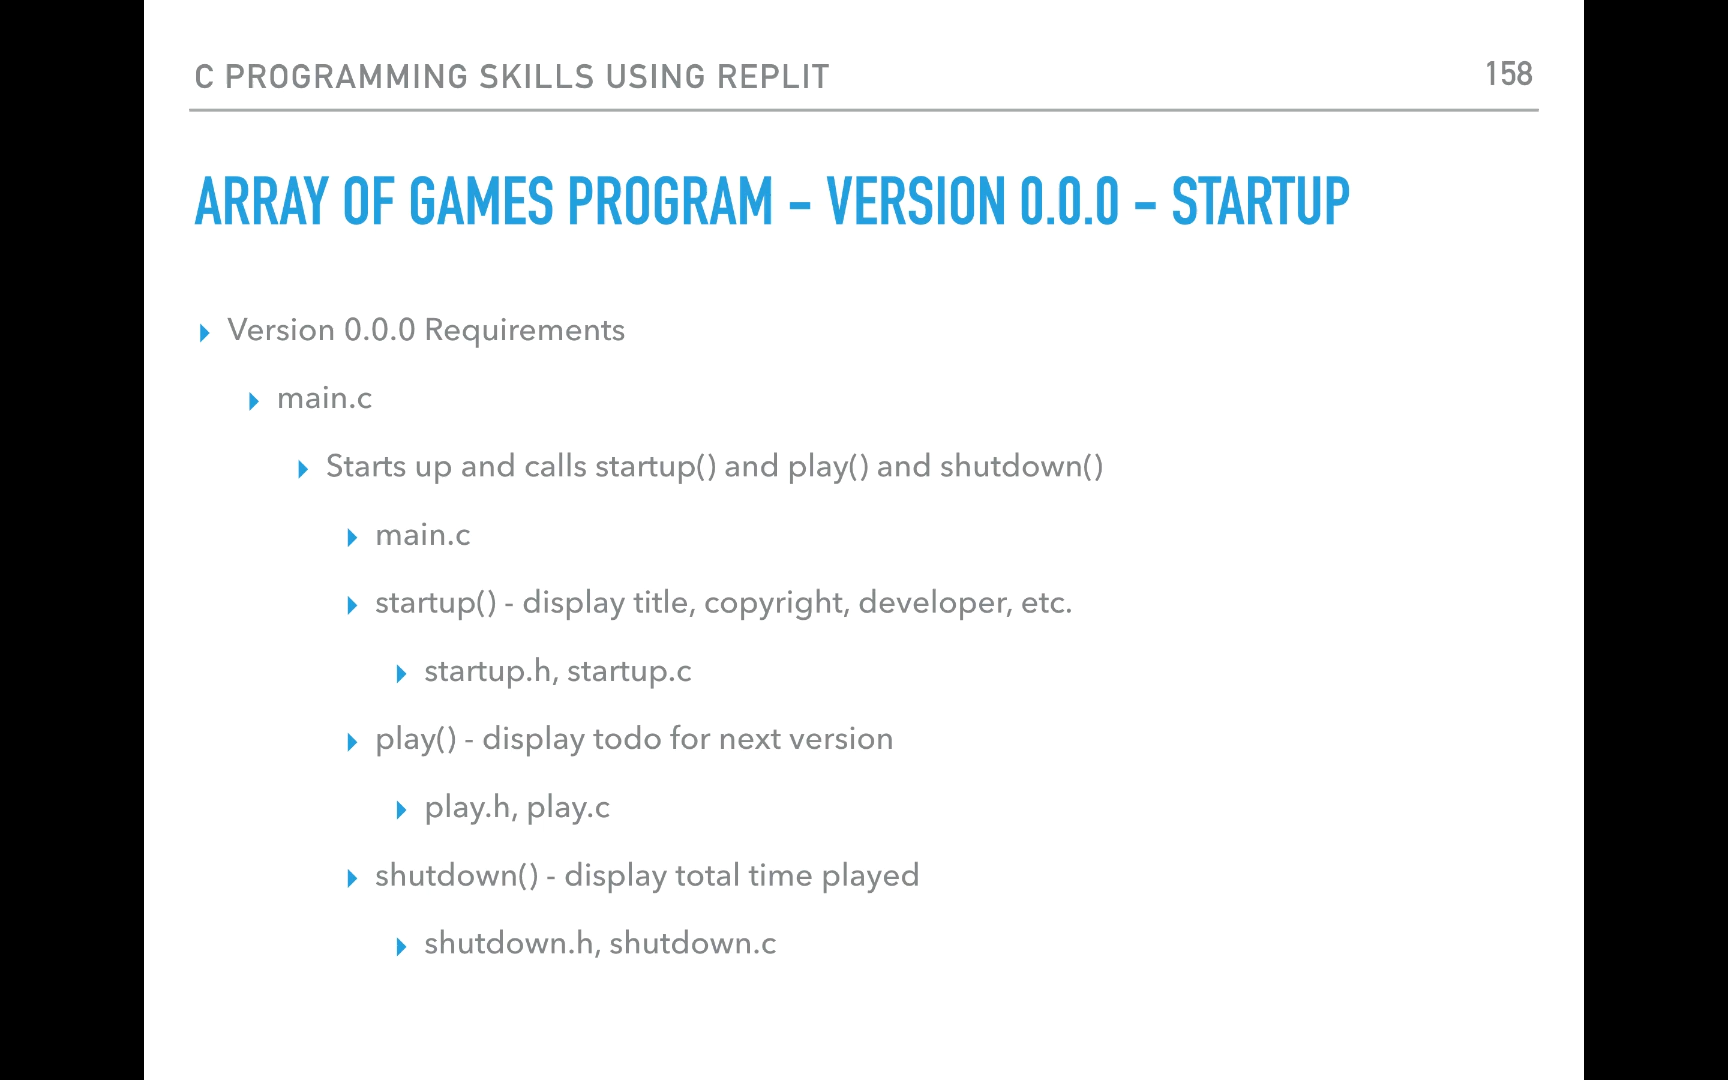 C PROGRAMMING SKILLS USING REPLIT
158
ARRAY OF GAMES PROGRAM - VERSION 0.0.0 - STARTUP
Version 0.0.0 Requirements
main.c
Starts up and calls startup() and play() and shutdown()
main.c
startup() - display title, copyright, developer, etc.
startup.h, startup.c
play() - display todo for next version
play.h, play.c
shutdown() - display total time played
shutdown.h, shutdown.c